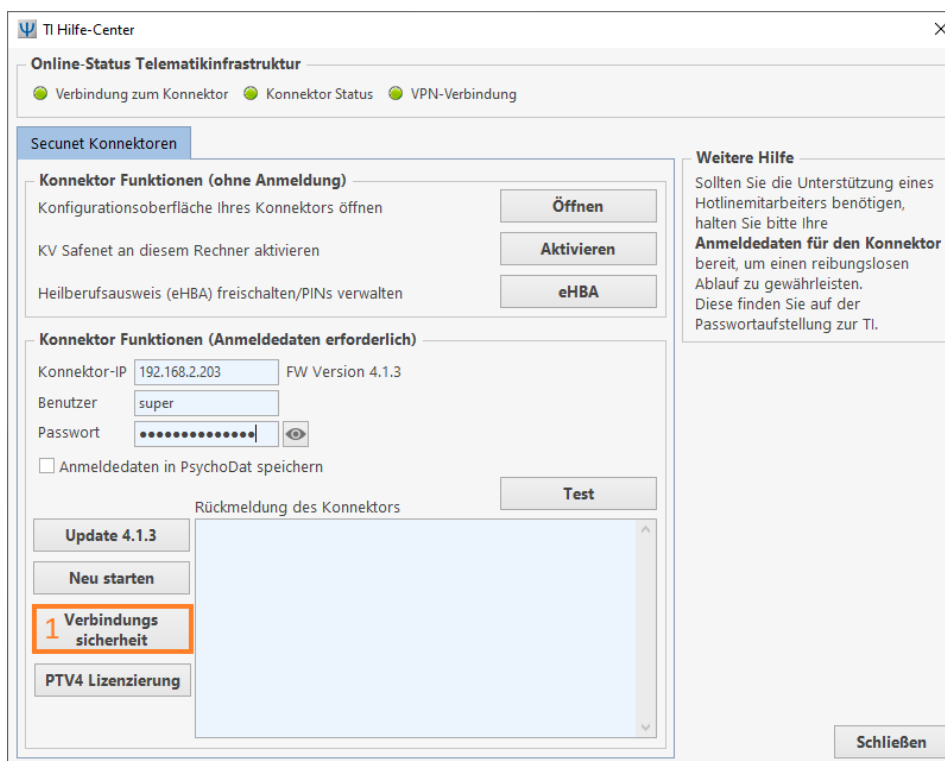 TI Hilfe-Center
Online-Status Telematikinfrastruktur
Verbindung zum Konnektor Konnektor Status VPN-Verbindung
Secunet Konnektoren
Konnektor Funktionen (ohne Anmeldung)
Konfigurationsoberfläche Ihres Konnektors öffnen Öffnen
KV Safenet an diesem Rechner aktivieren Aktivieren
Heilberufsausweis (eHBA) freischalten/PINs verwalten eHBA
Konnektor Funktionen (Anmeldedaten erforderlich)
Konnektor-IP 192.168.2.203 FW Version 4.1.3
Benutzer super
Passwort ••••••••••••••
Anmeldedaten in PsychoDat speichern
Test
Rückmeldung des Konnektors
Update 4.1.3
Neu starten
1 Verbindungs
sicherheit
PTV4 Lizenzierung
Weitere Hilfe
Sollten Sie die Unterstützung eines
Hotlinemitarbeiters benötigen,
halten Sie bitte Ihre
Anmeldedaten für den Konnektor
bereit, um einen reibungslosen
Ablauf zu gewährleisten.
Diese finden Sie auf der
Passwortaufstellung zur TI.
Schließen